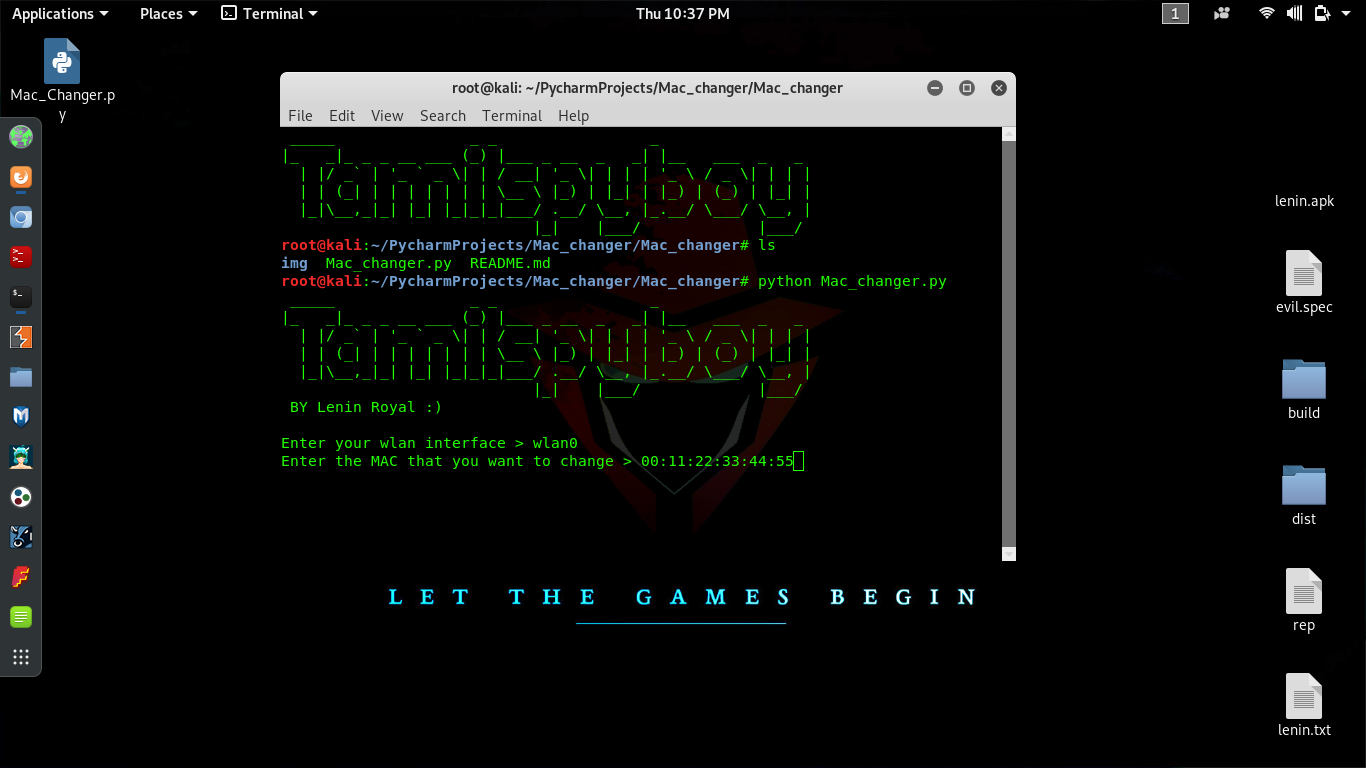 Applications
Places
Terminal
Thu 10:37 PM
1
Mac_Changer.p
y
root@kali: ~/PycharmProjects/Mac_changer/Mac_changer
File Edit View Search Terminal Help
Tamilspyboy
root@kali:~/PycharmProjects/Mac_changer/Mac_changer# ls
img Mac_changer.py README.md
root@kali:~/PycharmProjects/Mac_changer/Mac_changer# python Mac_changer.py
Tamilspyboy
BY Lenin Royal :)
Enter your wlan interface > wlan0
Enter the MAC that you want to change > 00:11:22:33:44:55
LET THE GAMES BEGIN
lenin.apk
evil.spec
build
dist
rep
lenin.txt